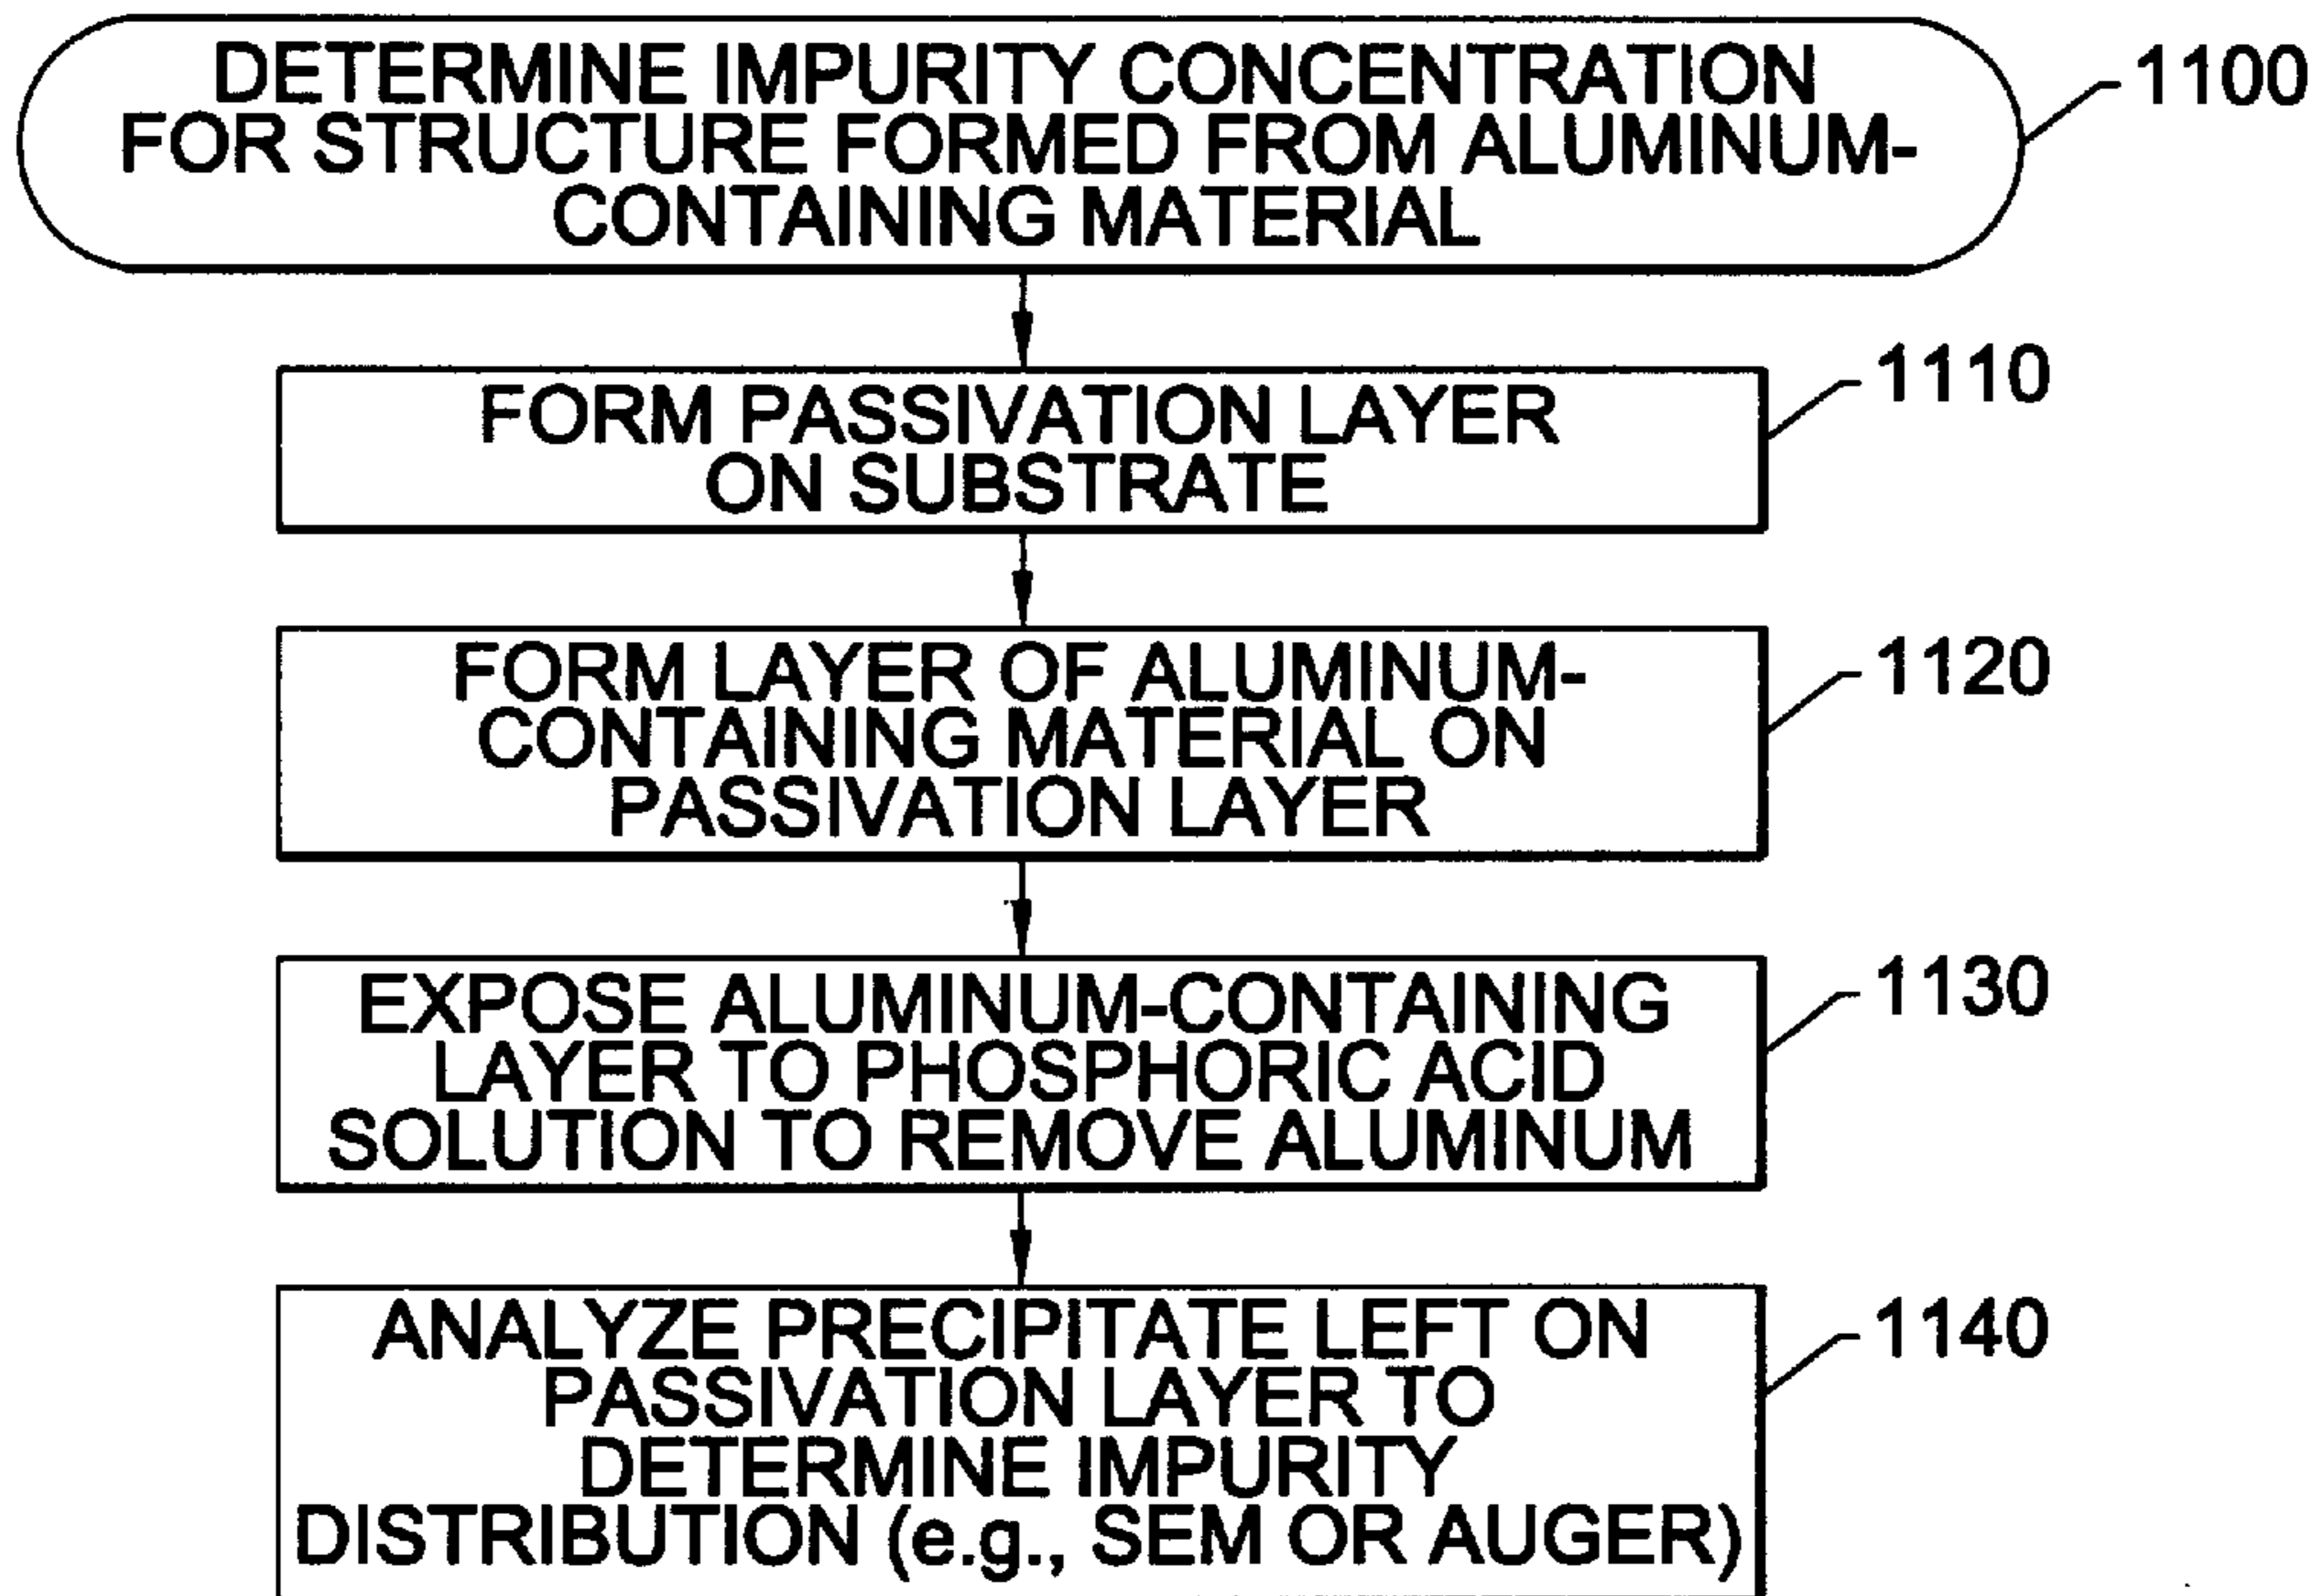 DETERMINE IMPURITY CONCENTRATION
FOR STRUCTURE FORMED FROM ALUMINUM-
CONTAINING MATERIAL
1100
FORM PASSIVATION LAYER
ON SUBSTRATE
1110
FORM LAYER OF ALUMINUM-
CONTAINING MATERIAL ON
PASSIVATION LAYER
1120
EXPOSE ALUMINUM-CONTAINING
LAYER TO PHOSPHORIC ACID
SOLUTION TO REMOVE ALUMINUM
1130
ANALYZE PRECIPITATE LEFT ON
PASSIVATION LAYER TO
DETERMINE IMPURITY
DISTRIBUTION (e.g., SEM OR AUGER)
1140